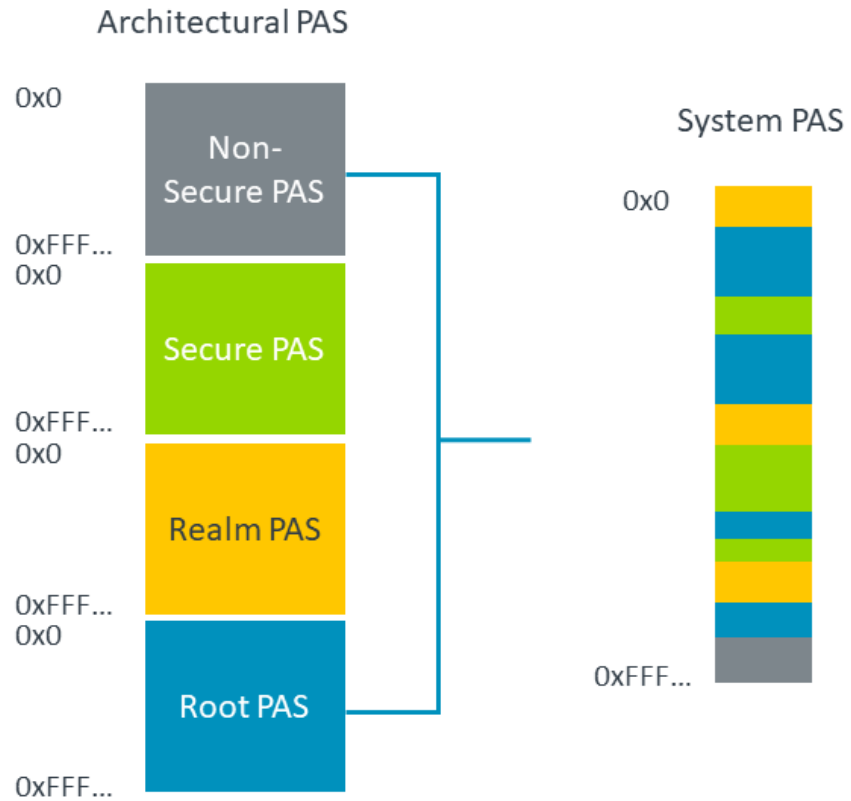 Architectural PAS
0x0
Non-
Secure PAS
0xFFF...
0x0
Secure PAS
0xFFF...
0x0
Realm PAS
0xFFF...
0x0
Root PAS
0xFFF...
System PAS
0x0
0xFFF...